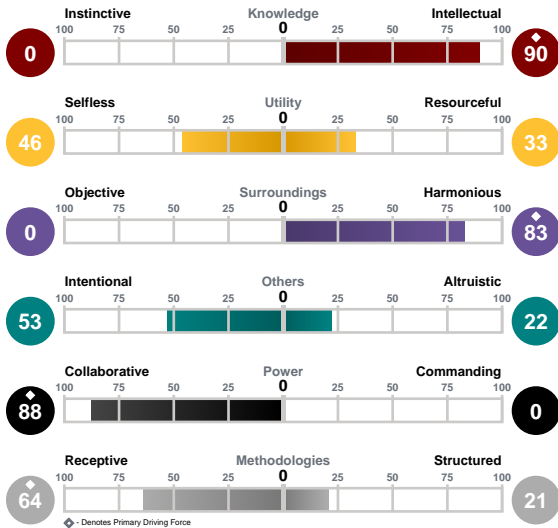 Instinctive Knowledge Intellectual
100 75 50 25 0 25 50 75 100
0 90
Selfless Utility Resourceful
100 75 50 25 0 25 50 75 100
46 33
Objective Surroundings Harmonious
100 75 50 25 0 25 50 75 100
0 83
Intentional Others Altruistic
100 75 50 25 0 25 50 75 100
53 22
Collaborative Power Commanding
100 75 50 25 0 25 50 75 100
88 0
Receptive Methodologies Structured
100 75 50 25 0 25 50 75 100
64 21
- Denotes Primary Driving Force